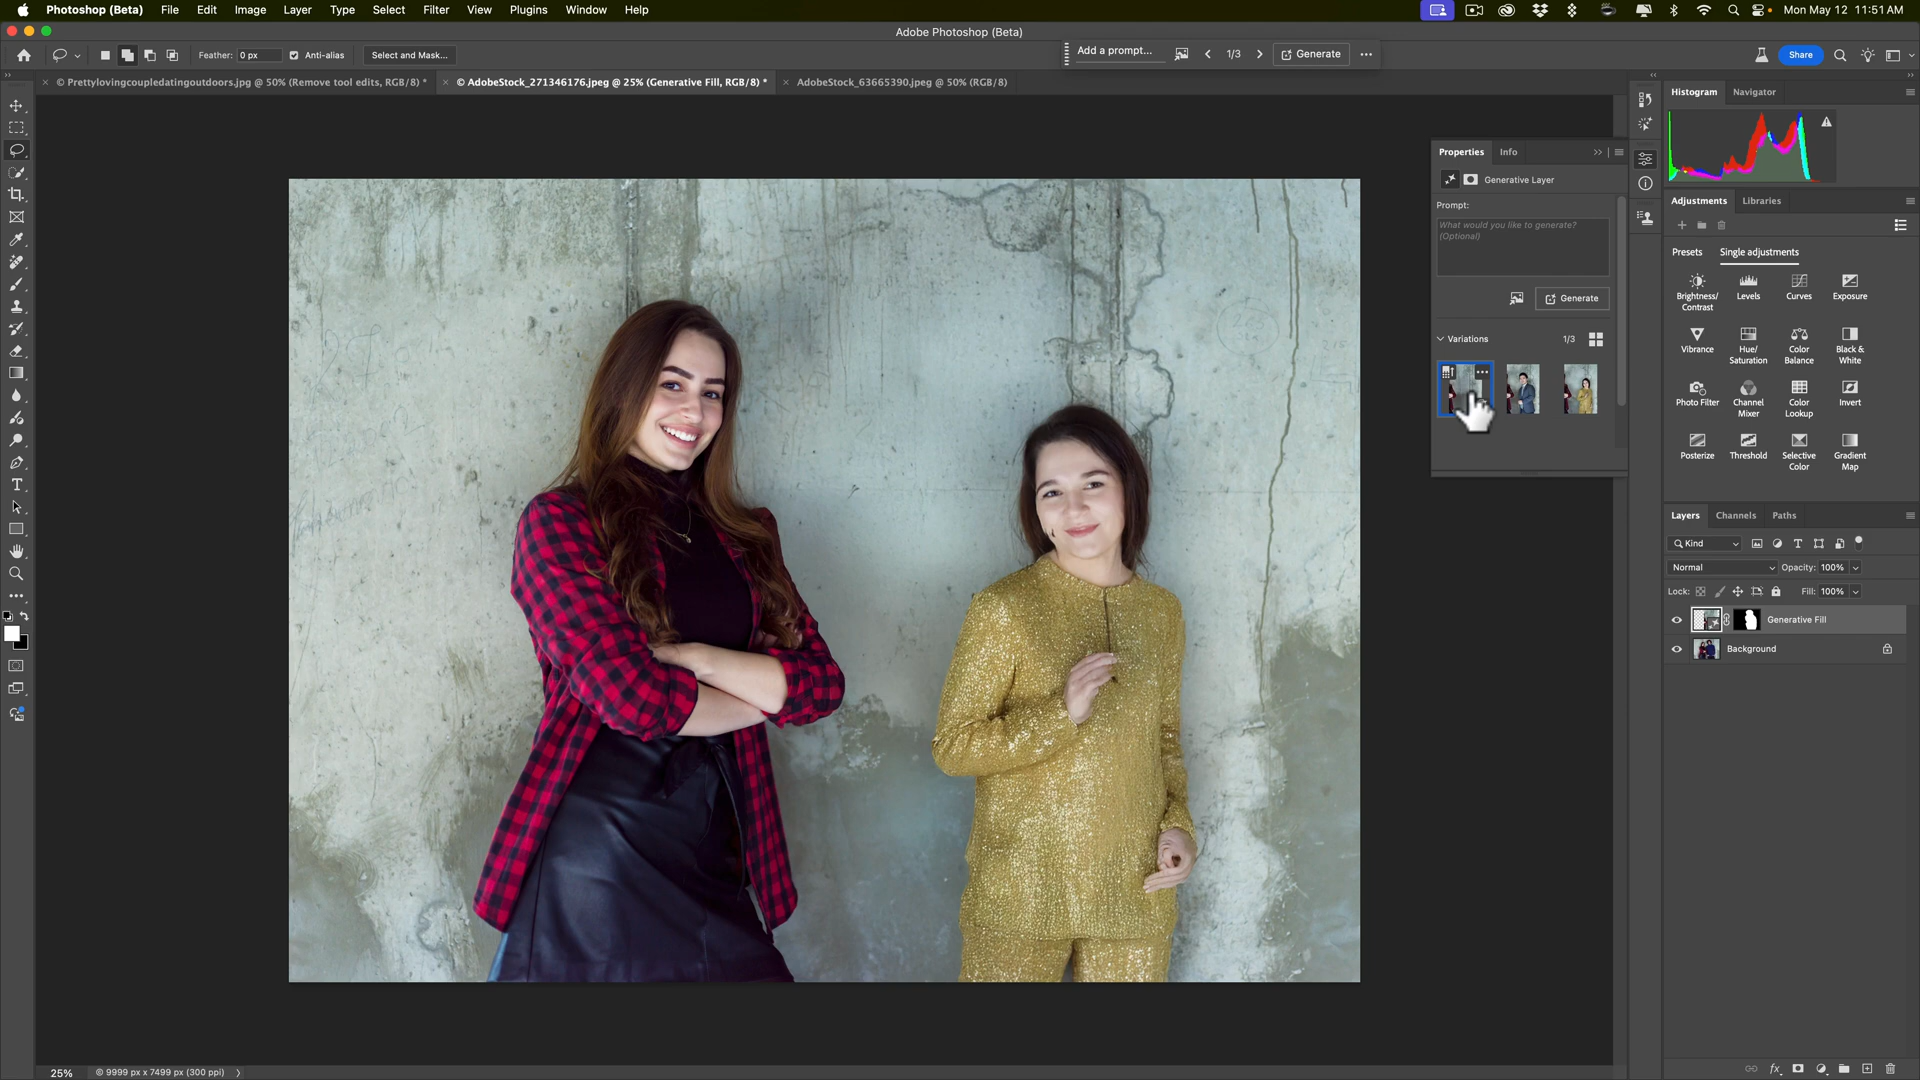 Photoshop (Beta) File Edit Image Layer Type Select Filter View Plugins Window Help Mon May 12 11:51 AM
Adobe Photoshop (Beta)
Feather: 0 px Anti-alias Select and Mask... Add a prompt... 1/3 Generate Share
© Prettylovingcoupledatingoutdoors.jpg @ 50% (Remove tool edits, RGB/8) * © AdobeStock_271346176.jpeg @ 25% (Generative Fill, RGB/8) * AdobeStock_63665390.jpeg @ 50% (RGB/8)
Histogram Navigator
Properties Info
Generative Layer
Prompt:
What would you like to generate?
(Optional)
Generate
Variations 1/3
Adjustments Libraries
Presets Single adjustments
Brightness/
Contrast
Levels
Curves
Exposure
Vibrance
Hue/
Saturation
Color
Balance
Black &
White
Photo Filter
Channel
Mixer
Color
Lookup
Invert
Posterize
Threshold
Selective
Color
Gradient
Map
Layers Channels Paths
Kind
Normal Opacity: 100%
Lock: Fill: 100%
Generative Fill
Background
25% 9999 px x 7499 px (300 ppi)